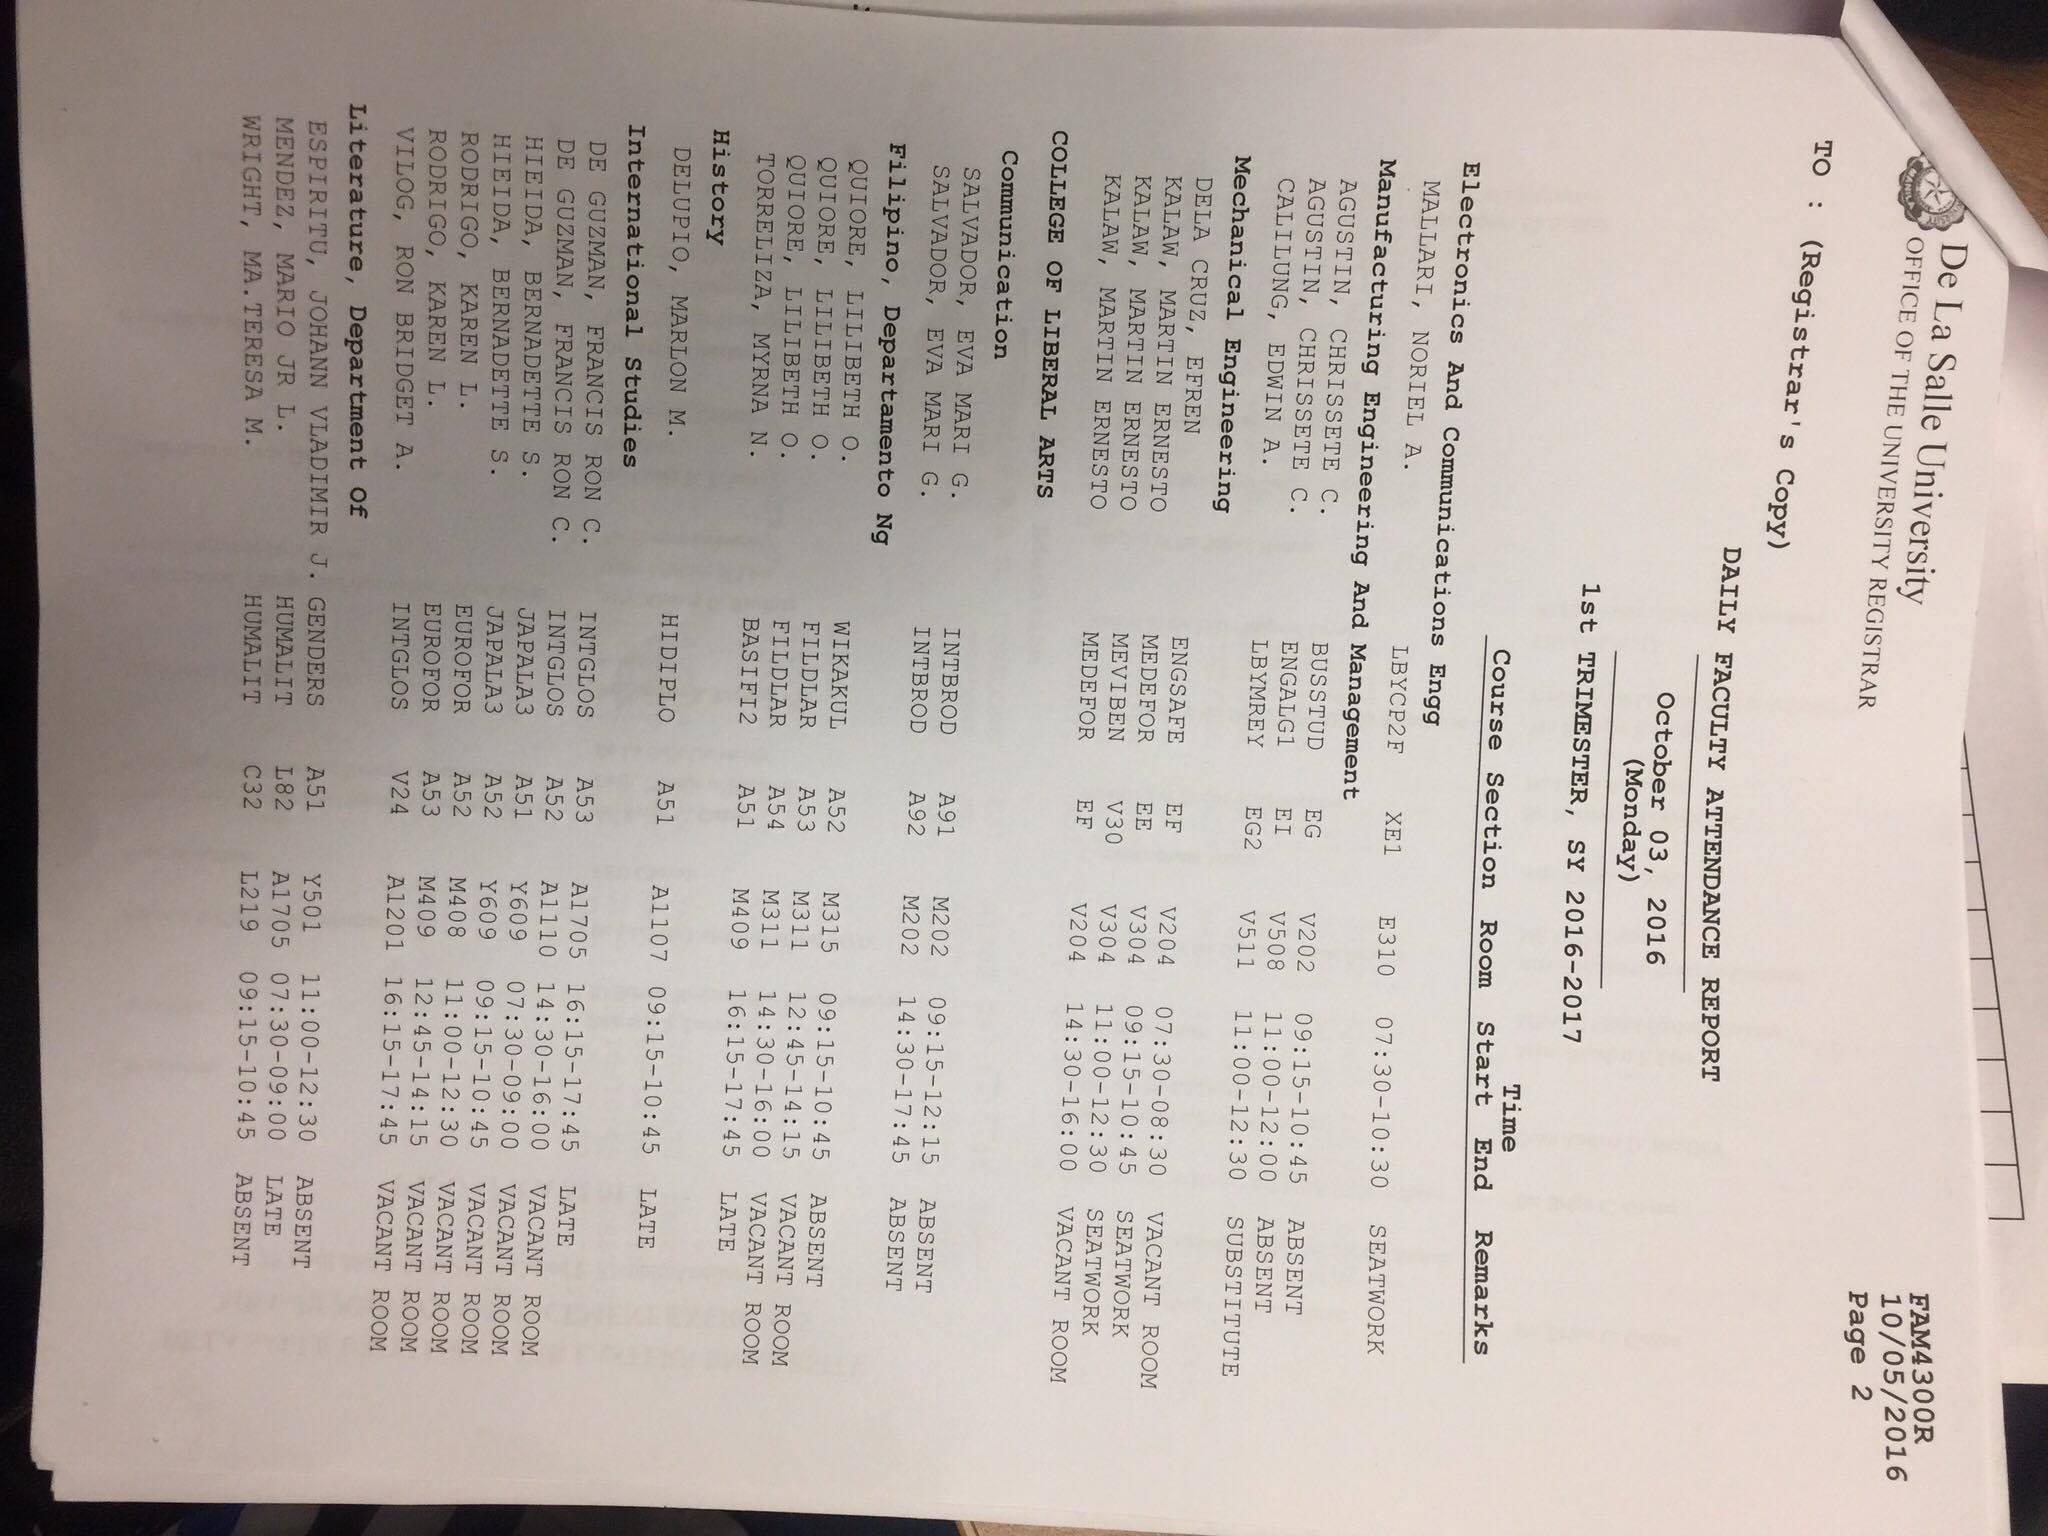 De La Salle University
OFFICE OF THE UNIVERSITY REGISTRAR
MANILA
FAM4300R
10/05/2016
Page 2
TO : (Registrar's Copy)
DAILY FACULTY ATTENDANCE REPORT
October 03, 2016
(Monday)
1st TRIMESTER, SY 2016-2017
Time
Course Section Room Start End Remarks
Electronics And Communications Engg
MALLARI, NORIEL A. LBYCP2F XE1 E310 07:30-10:30 SEATWORK
Manufacturing Engineering And Management
AGUSTIN, CHRISSETE C. BUSSTUD EG V202 09:15-10:45 ABSENT
AGUSTIN, CHRISSETE C. ENGALG1 EI V508 11:00-12:00 ABSENT
CALILUNG, EDWIN A. LBYMREY EG2 V511 11:00-12:30 SUBSTITUTE
Mechanical Engineering
DELA CRUZ, EFREN ENGSAFE EF V204 07:30-08:30 VACANT ROOM
KALAW, MARTIN ERNESTO MEDEFOR EE V304 09:15-10:45 SEATWORK
KALAW, MARTIN ERNESTO MEVIBEN V30 V304 11:00-12:30 SEATWORK
KALAW, MARTIN ERNESTO MEDEFOR EF V204 14:30-16:00 VACANT ROOM
COLLEGE OF LIBERAL ARTS
Communication
SALVADOR, EVA MARI G. INTBROD A91 M202 09:15-12:15 ABSENT
SALVADOR, EVA MARI G. INTBROD A92 M202 14:30-17:45 ABSENT
Filipino, Departamento Ng
QUIORE, LILIBETH O. WIKAKUL A52 M315 09:15-10:45 ABSENT
QUIORE, LILIBETH O. FILDLAR A53 M311 12:45-14:15 VACANT ROOM
QUIORE, LILIBETH O. FILDLAR A54 M311 14:30-16:00 VACANT ROOM
TORRELIZA, MYRNA N. BASIFI2 A51 M409 16:15-17:45 LATE
History
DELUPIO, MARLON M. HIDIPLO A51 A1107 09:15-10:45 LATE
International Studies
DE GUZMAN, FRANCIS RON C. INTGLOS A53 A1705 16:15-17:45 LATE
DE GUZMAN, FRANCIS RON C. INTGLOS A52 A1110 14:30-16:00 VACANT ROOM
HIEIDA, BERNADETTE S. JAPALA3 A51 Y609 07:30-09:00 VACANT ROOM
HIEIDA, BERNADETTE S. JAPALA3 A52 Y609 09:15-10:45 VACANT ROOM
RODRIGO, KAREN L. EUROFOR A52 M408 11:00-12:30 VACANT ROOM
RODRIGO, KAREN L. EUROFOR A53 M409 12:45-14:15 VACANT ROOM
VILOG, RON BRIDGET A. INTGLOS V24 A1201 16:15-17:45 VACANT ROOM
Literature, Department Of
ESPIRITU, JOHANN VLADIMIR J. GENDERS A51 Y501 11:00-12:30 ABSENT
MENDEZ, MARIO JR L. HUMALIT L82 A1705 07:30-09:00 LATE
WRIGHT, MA.TERESA M. HUMALIT C32 L219 09:15-10:45 ABSENT